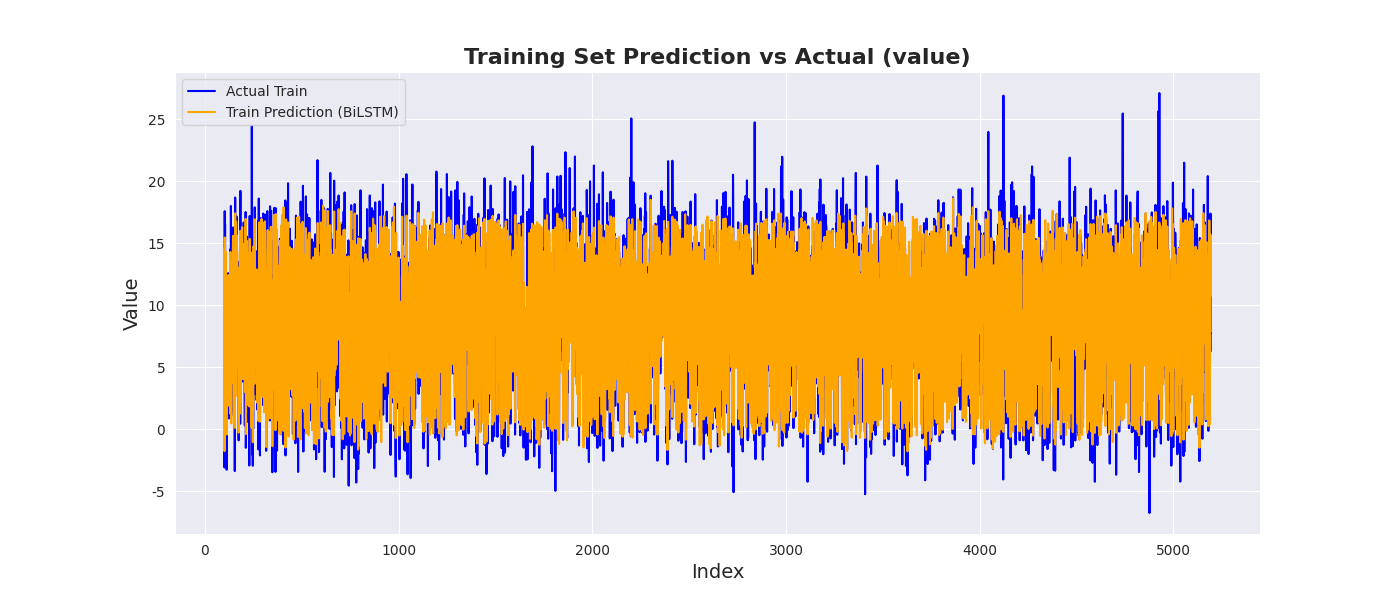 Training Set Prediction vs Actual (value)
Actual Train
Train Prediction (BiLSTM)
Value
25
20
15
10
5
0
-5
0 1000 2000 3000 4000 5000
Index